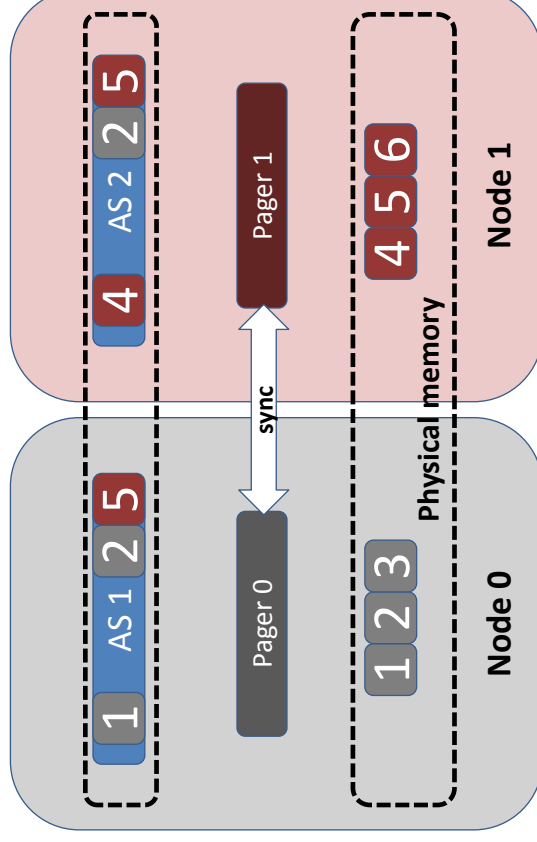 1 AS 1 2 5
4 AS 2 2 5
Pager 0
sync
Pager 1
1 2 3
4 5 6
Physical memory
Node 0
Node 1